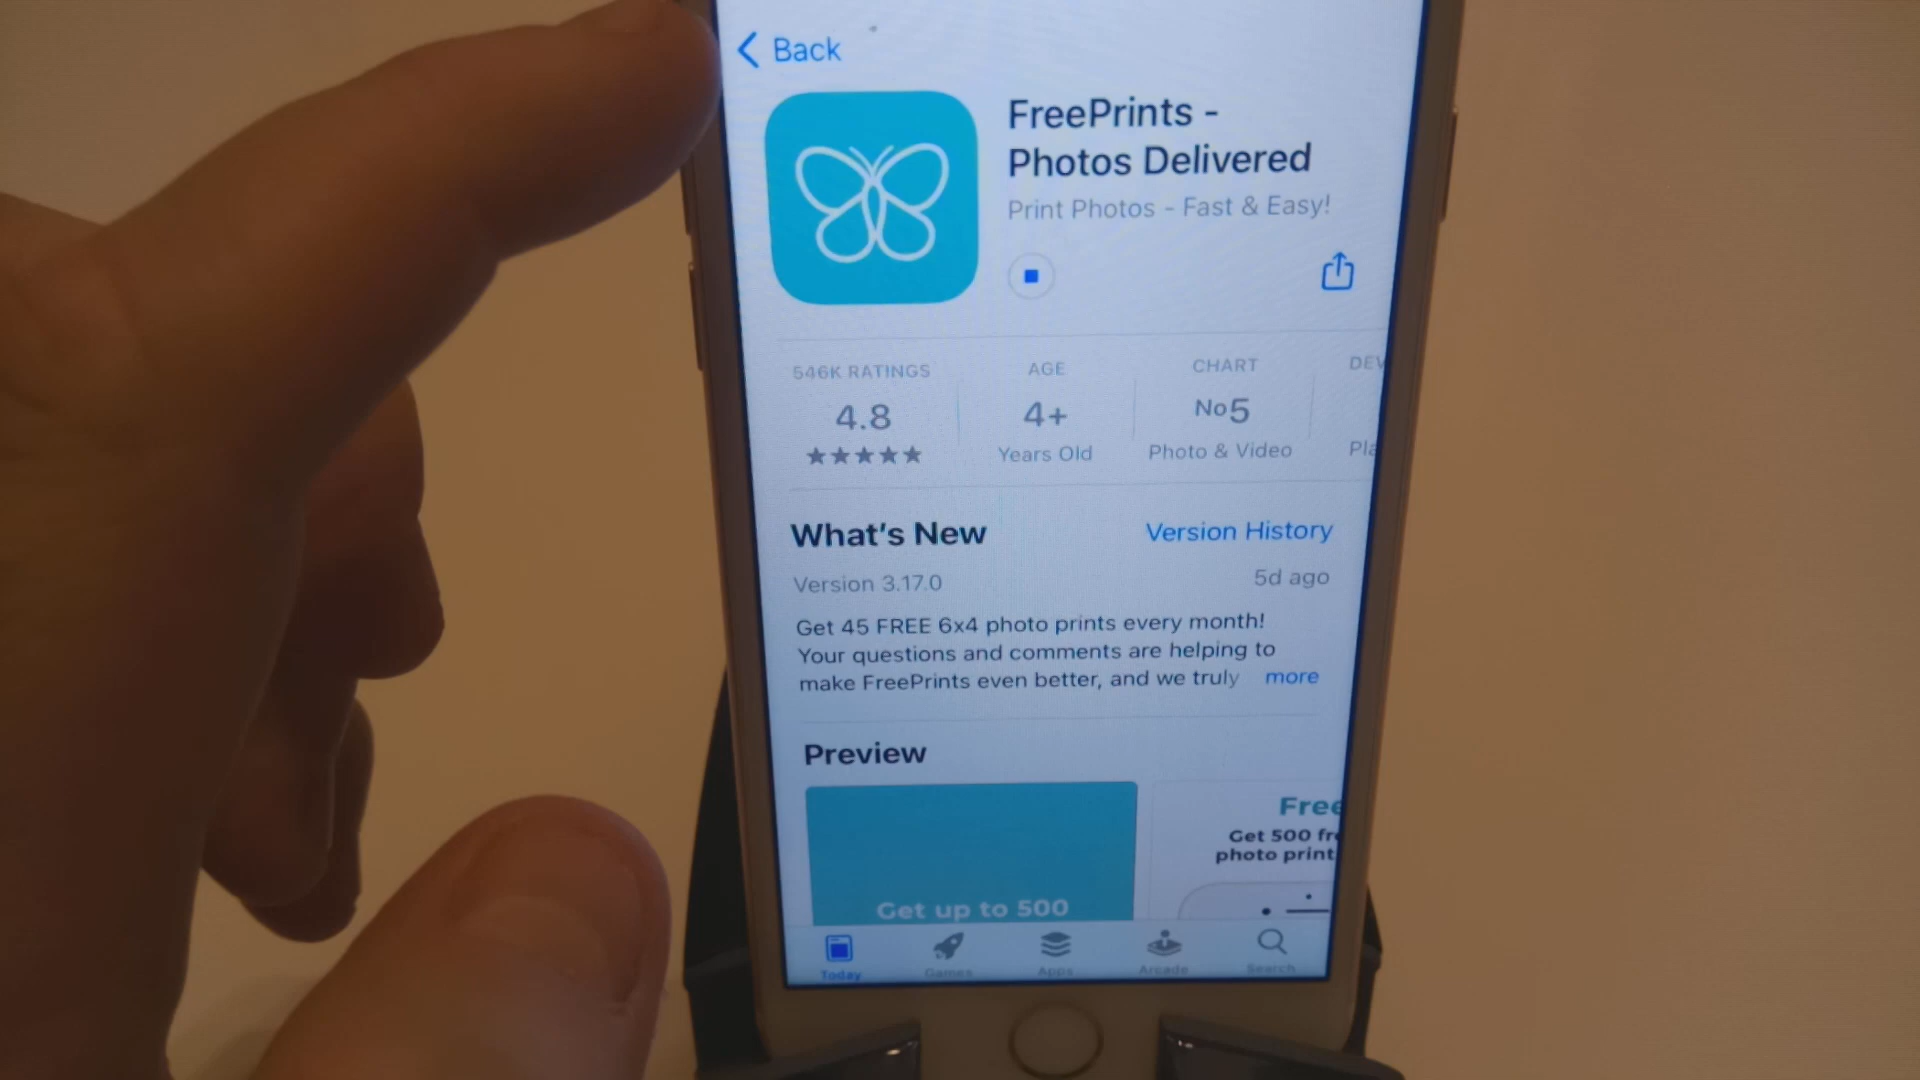 Back
FreePrints -
Photos Delivered
Print Photos - Fast & Easy!
546K RATINGS
4.8
AGE
4+
Years Old
CHART
No5
Photo & Video
DEV
Pla
What's New
Version History
Version 3.17.0
5d ago
Get 45 FREE 6x4 photo prints every month!
Your questions and comments are helping to
make FreePrints even better, and we truly more
Preview
Get up to 500
Free
Get 500 fre
photo print
Today
Games
Apps
Arcade
Search